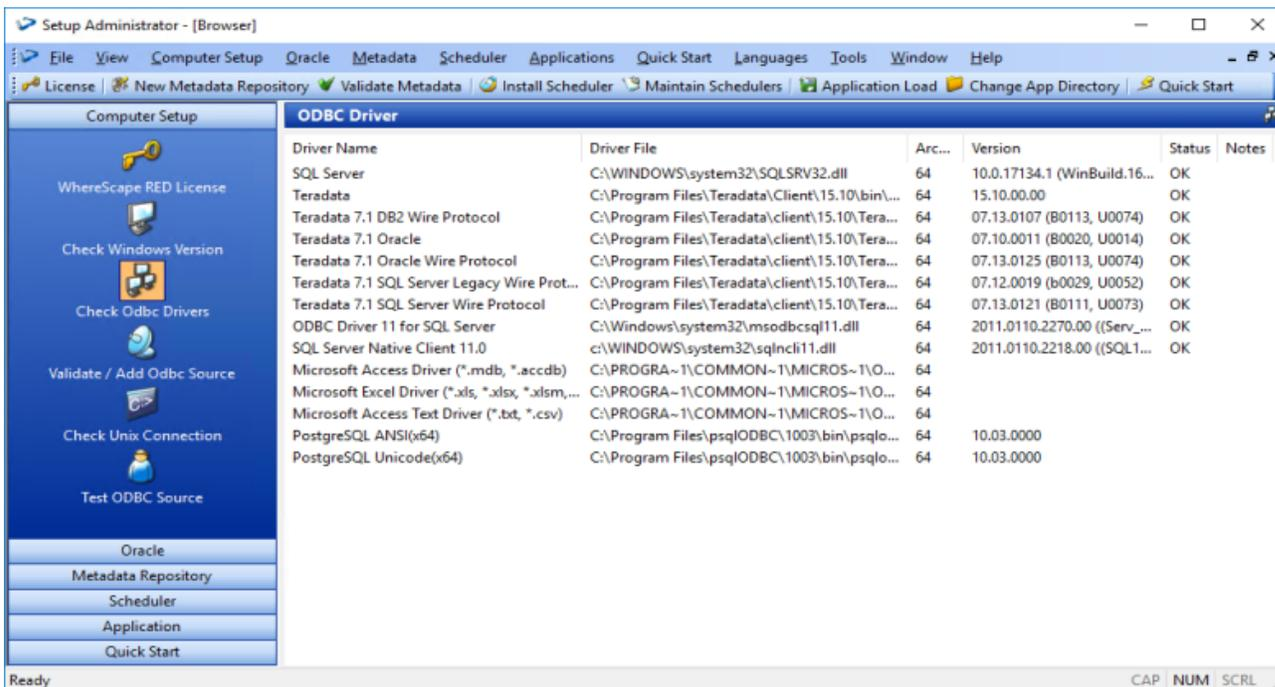 Setup Administrator - [Browser]
File View Computer Setup Oracle Metadata Scheduler Applications Quick Start Languages Tools Window Help
License New Metadata Repository Validate Metadata Install Scheduler Maintain Schedulers Application Load Change App Directory Quick Start
Computer Setup
WhereScape RED License
Check Windows Version
Check Odbc Drivers
Validate / Add Odbc Source
Check Unix Connection
Test ODBC Source
Oracle
Metadata Repository
Scheduler
Application
Quick Start
ODBC Driver
Driver Name Driver File Arc... Version Status Notes
SQL Server C:\WINDOWS\system32\SQLSRV32.dll 64 10.0.17134.1 (WinBuild.16... OK
Teradata C:\Program Files\Teradata\Client\15.10\bin\... 64 15.10.00.00 OK
Teradata 7.1 DB2 Wire Protocol C:\Program Files\Teradata\client\15.10\Tera... 64 07.13.0107 (B0113, U0074) OK
Teradata 7.1 Oracle C:\Program Files\Teradata\client\15.10\Tera... 64 07.10.0011 (B0020, U0014) OK
Teradata 7.1 Oracle Wire Protocol C:\Program Files\Teradata\client\15.10\Tera... 64 07.13.0125 (B0113, U0074) OK
Teradata 7.1 SQL Server Legacy Wire Prot... C:\Program Files\Teradata\client\15.10\Tera... 64 07.12.0019 (b0029, U0052) OK
Teradata 7.1 SQL Server Wire Protocol C:\Program Files\Teradata\client\15.10\Tera... 64 07.13.0121 (B0111, U0073) OK
ODBC Driver 11 for SQL Server C:\Windows\system32\msodbcsql11.dll 64 2011.0110.2270.00 ((Serv_... OK
SQL Server Native Client 11.0 c:\WINDOWS\system32\sqlncli11.dll 64 2011.0110.2218.00 ((SQL1... OK
Microsoft Access Driver (*.mdb, *.accdb) C:\PROGRA~1\COMMON~1\MICROS~1\O... 64
Microsoft Excel Driver (*.xls, *.xlsx, *.xlsm,... C:\PROGRA~1\COMMON~1\MICROS~1\O... 64
Microsoft Access Text Driver (*.txt, *.csv) C:\PROGRA~1\COMMON~1\MICROS~1\O... 64
PostgreSQL ANSI(x64) C:\Program Files\psqlODBC\1003\bin\psqlo... 64 10.03.0000
PostgreSQL Unicode(x64) C:\Program Files\psqlODBC\1003\bin\psqlo... 64 10.03.0000
Ready CAP NUM SCRL